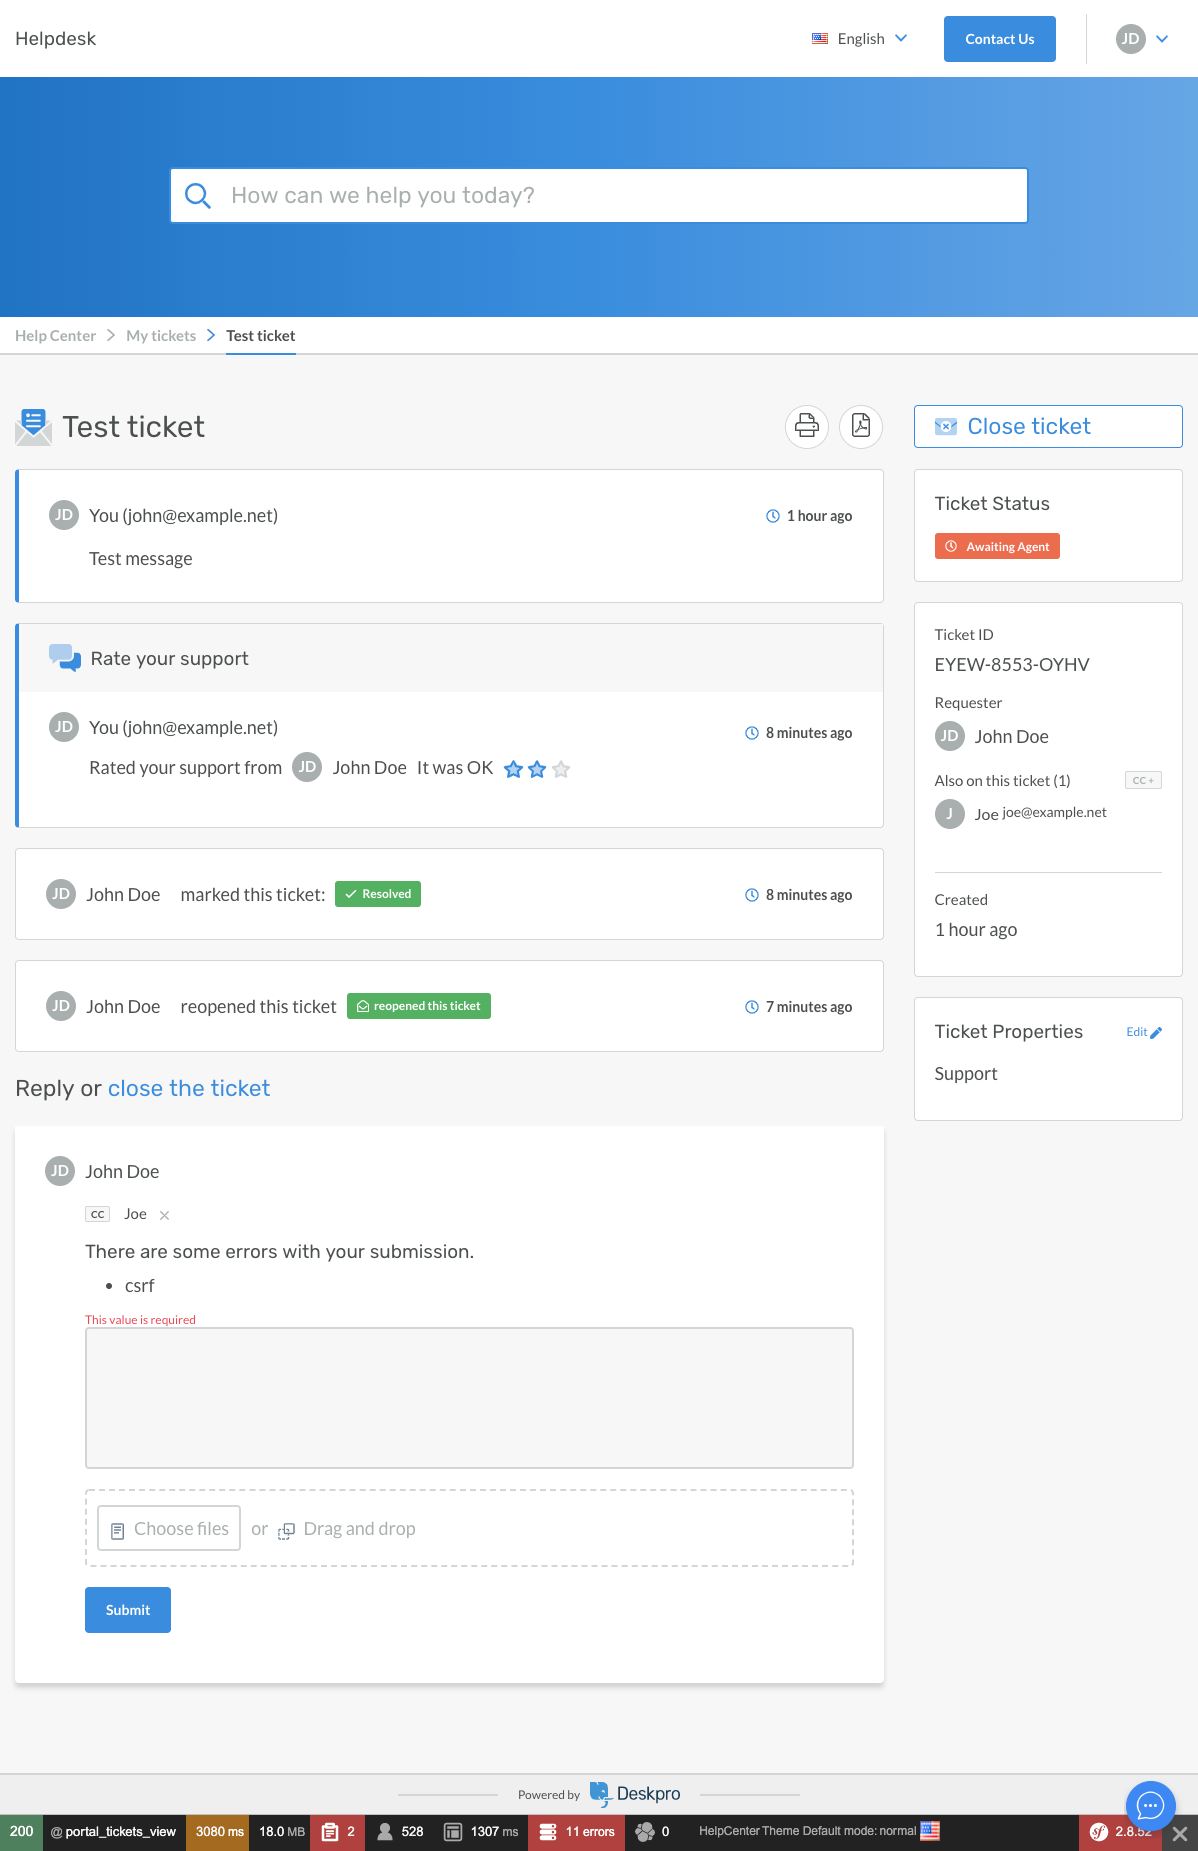 Helpdesk
English
Contact Us
JD
How can we help you today?
Help Center > My tickets > Test ticket
Test ticket
Close ticket
JD You (john@example.net) 1 hour ago
Test message
Rate your support
JD You (john@example.net) 8 minutes ago
Rated your support from JD John Doe It was OK
JD John Doe marked this ticket: Resolved 8 minutes ago
JD John Doe reopened this ticket reopened this ticket 7 minutes ago
Ticket Status
Awaiting Agent
Ticket ID
EYEW-8553-OYHV
Requester
JD John Doe
Also on this ticket (1) CC +
J Joe joe@example.net
Created
1 hour ago
Ticket Properties Edit
Support
Reply or close the ticket
JD John Doe
CC Joe ×
There are some errors with your submission.
• csrf
This value is required
Choose files or Drag and drop
Submit
Powered by Deskpro
200 @ portal_tickets_view 3080 ms 18.0 MB 2 528 1307 ms 11 errors 0 HelpCenter Theme Default mode: normal sf 2.8.52